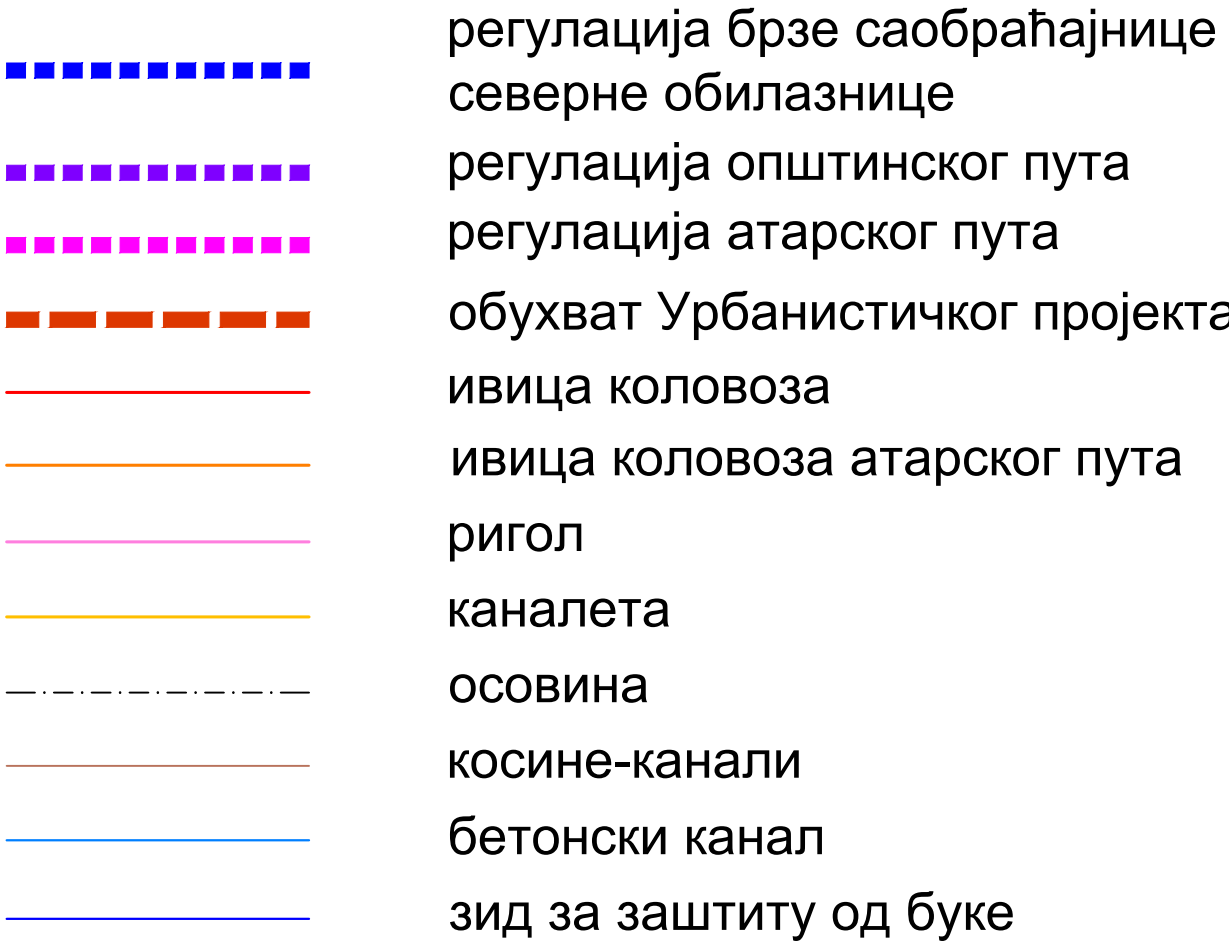 регулација брзе саобраћајнице
северне обилазнице
регулација општинског пута
регулација атарског пута
обухват Урбанистичког пројекта
ивица коловоза
ивица коловоза атарског пута
ригол
каналета
осовина
косине-канали
бетонски канал
зид за заштиту од буке